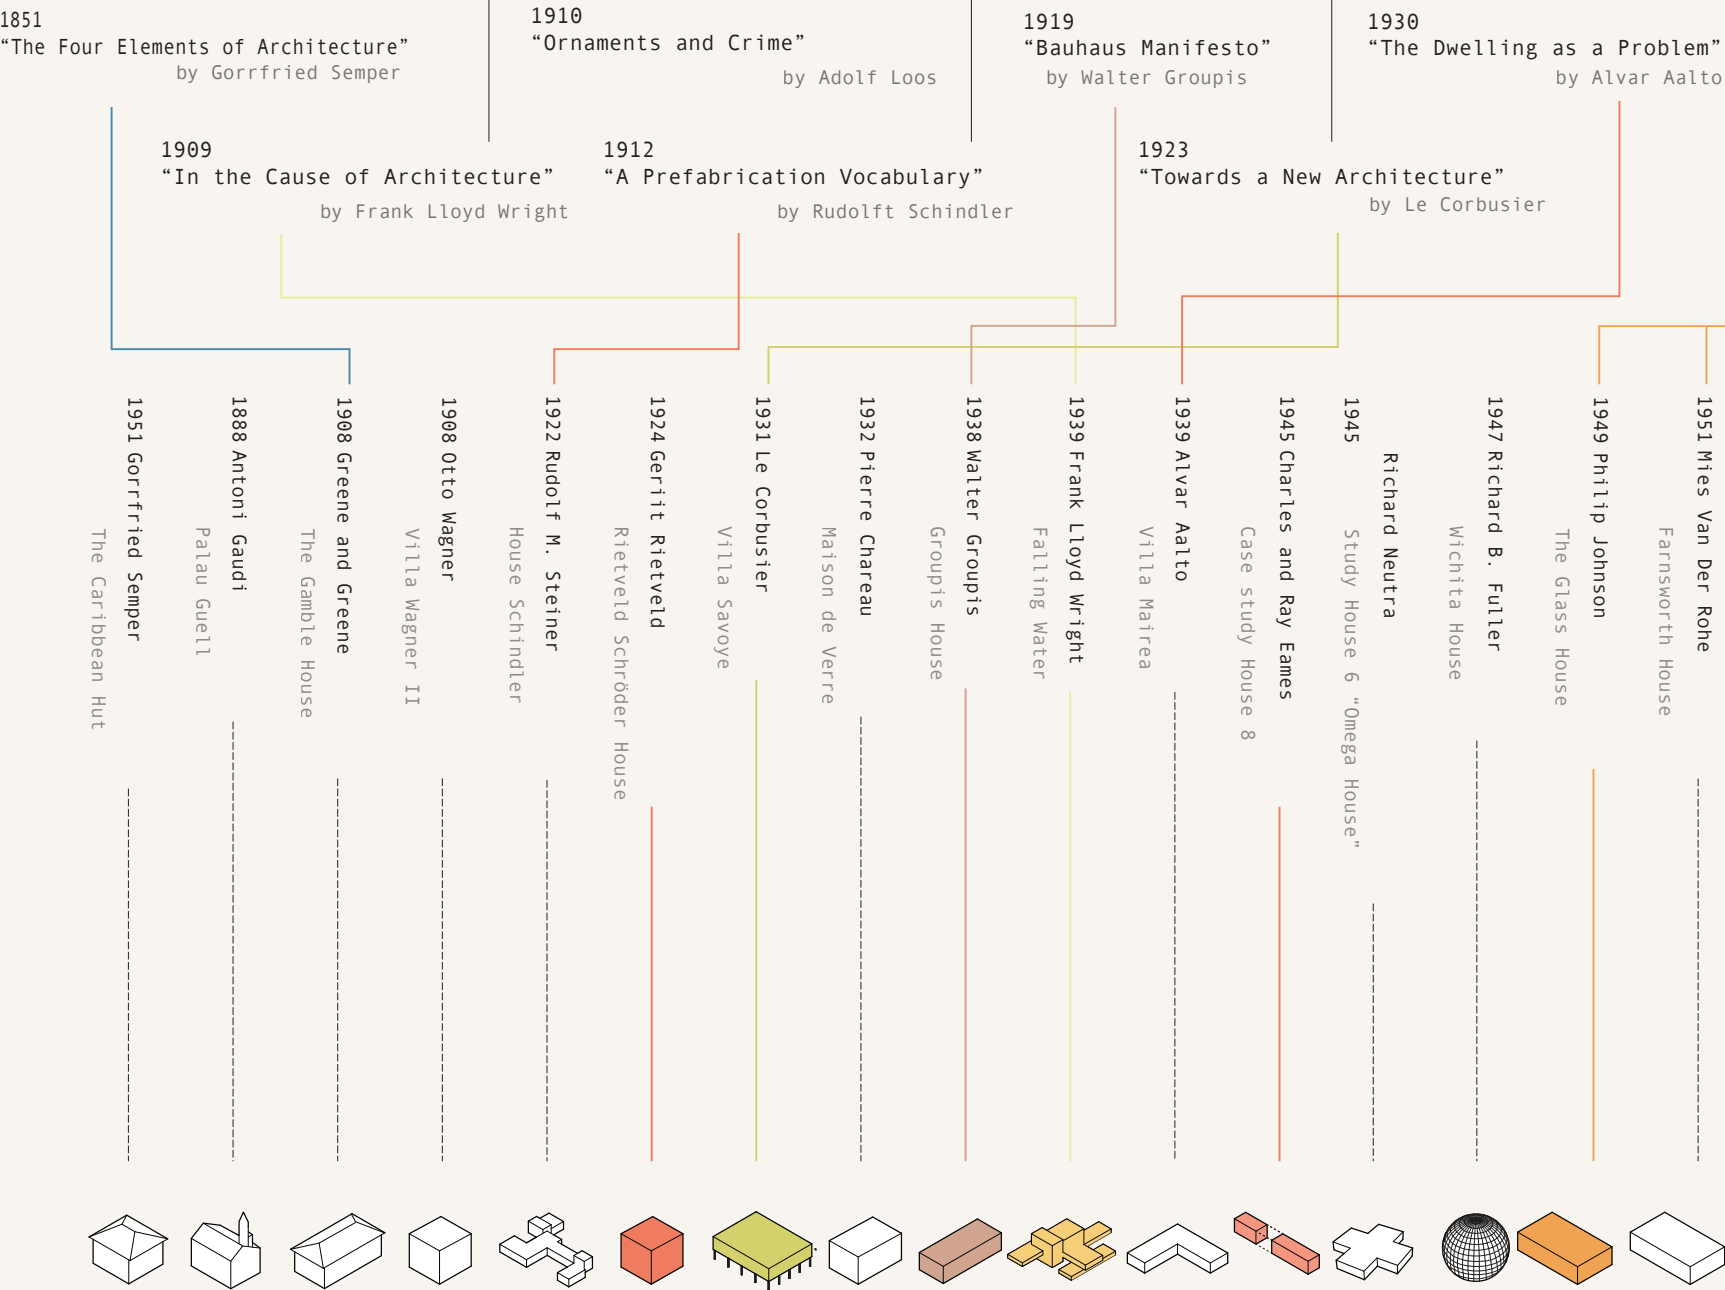 1851
“The Four Elements of Architecture”
by Gorrfried Semper
1910
“Ornaments and Crime”
by Adolf Loos
1919
“Bauhaus Manifesto”
by Walter Groupis
1930
“The Dwelling as a Problem”
by Alvar Aalto
1909
“In the Cause of Architecture”
by Frank Lloyd Wright
1912
“A Prefabrication Vocabulary”
by Rudolft Schindler
1923
“Towards a New Architecture”
by Le Corbusier
1951 Gorrfried Semper
The Caribbean Hut
1888 Antoni Gaudi
Palau Guell
1908 Greene and Greene
The Gamble House
1908 Otto Wagner
Villa Wagner II
1922 Rudolf M. Steiner
House Schindler
1924 Geriit Rietveld
Rietveld Schröder House
1931 Le Corbusier
Villa Savoye
1932 Pierre Chareau
Maison de Verre
1938 Walter Groupis
Groupis House
1939 Frank Lloyd Wright
Falling Water
1939 Alvar Aalto
Villa Mairea
1945 Charles and Ray Eames
Case study House 8
1945
Richard Neutra
Study House 6 “Omega House”
1947 Richard B. Fuller
Wichita House
1949 Philip Johnson
The Glass House
1951 Mies Van Der Rohe
Farnsworth House